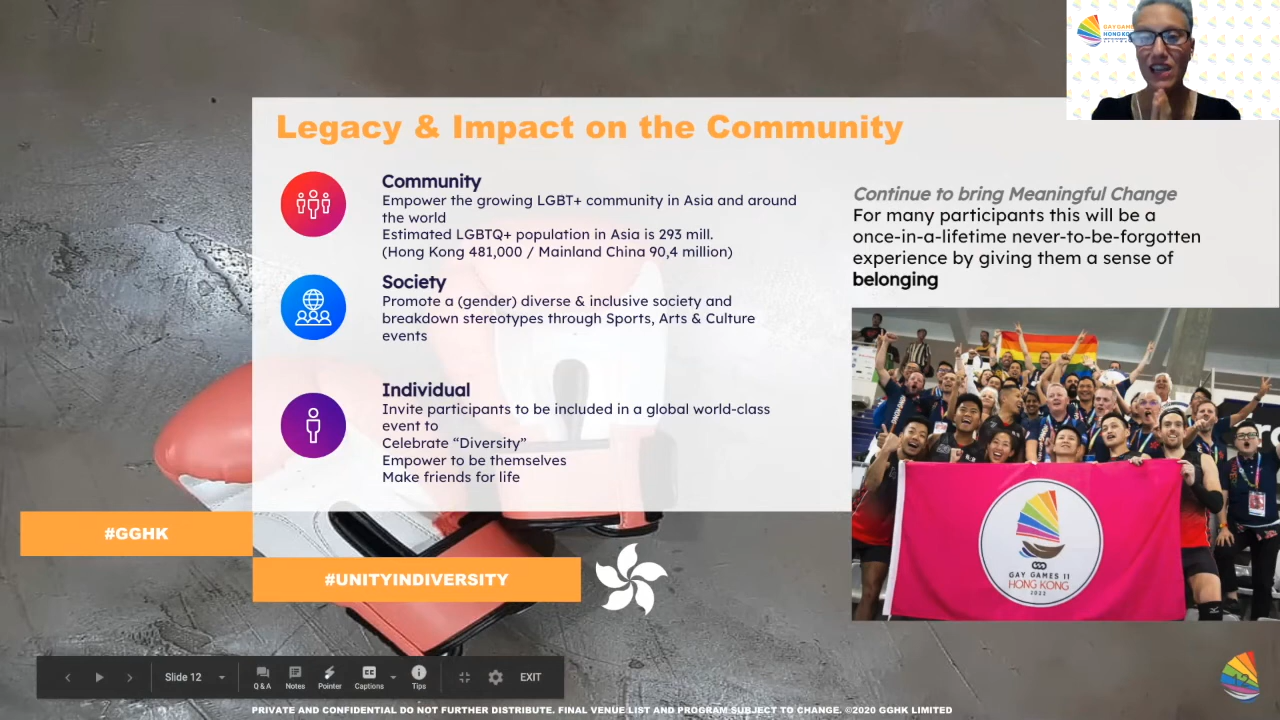 GAY GAMES
HONG KONG
Legacy & Impact on the Community
Community
Empower the growing LGBT+ community in Asia and around
the world
Estimated LGBTQ+ population in Asia is 293 mill.
(Hong Kong 481,000 / Mainland China 90,4 million)
Society
Promote a (gender) diverse & inclusive society and
breakdown stereotypes through Sports, Arts & Culture
events
Individual
Invite participants to be included in a global world-class
event to
Celebrate “Diversity”
Empower to be themselves
Make friends for life
Continue to bring Meaningful Change
For many participants this will be a
once-in-a-lifetime never-to-be-forgotten
experience by giving them a sense of
belonging
GAY GAMES 11
HONG KONG
2022
#GGHK
#UNITYINDIVERSITY
Slide 12
Q & A
Notes
Pointer
Captions
Tips
EXIT
PRIVATE AND CONFIDENTIAL DO NOT FURTHER DISTRIBUTE. FINAL VENUE LIST AND PROGRAM SUBJECT TO CHANGE. ©2020 GGHK LIMITED